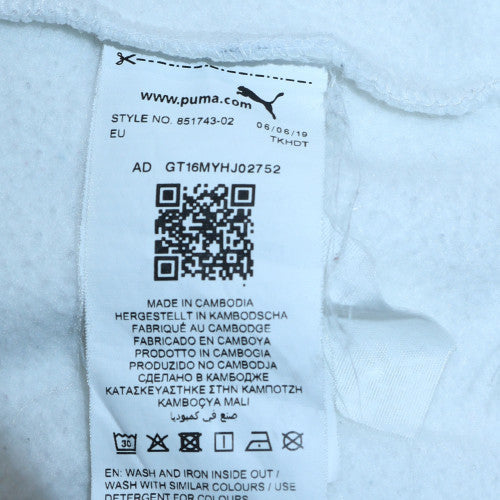 www.puma.com
STYLE NO. 851743-02
EU
06/06/19
TKHDT
AD GT16MYHJ02752
MADE IN CAMBODIA
HERGESTELLT IN KAMBODSCHA
FABRIQUÉ AU CAMBODGE
FABRICADO EN CAMBOYA
PRODOTTO IN CAMBOGIA
PRODUZIDO NO CAMBODJA
СДЕЛАНО В КАМБОДЖЕ
ΚΑΤΑΣΚΕΥΑΣΤΗΚΕ ΣΤΗΝ ΚΑΜΠΟΤΖΗ
KAMBOÇYA MALI
صنع في كمبوديا
30
EN: WASH AND IRON INSIDE OUT /
WASH WITH SIMILAR COLOURS / USE
DETERGENT FOR COLOURS